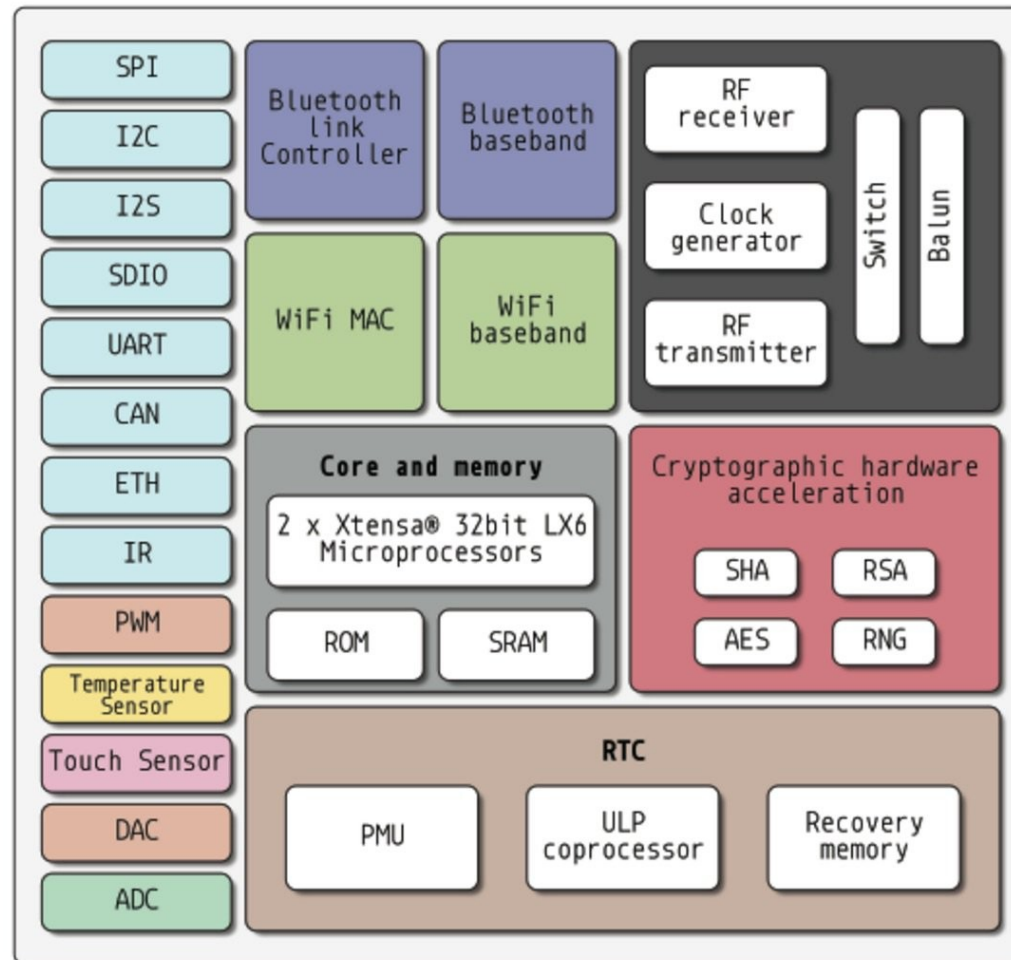 SPI
I2C
I2S
SDIO
UART
CAN
ETH
IR
PWM
Temperature
Sensor
Touch Sensor
DAC
ADC
Bluetooth
link
Controller
Bluetooth
baseband
WiFi MAC
WiFi
baseband
RF
receiver
Clock
generator
RF
transmitter
Switch
Balun
Core and memory
2 x Xtensa® 32bit LX6
Microprocessors
ROM
SRAM
Cryptographic hardware
acceleration
SHA
RSA
AES
RNG
RTC
PMU
ULP
coprocessor
Recovery
memory